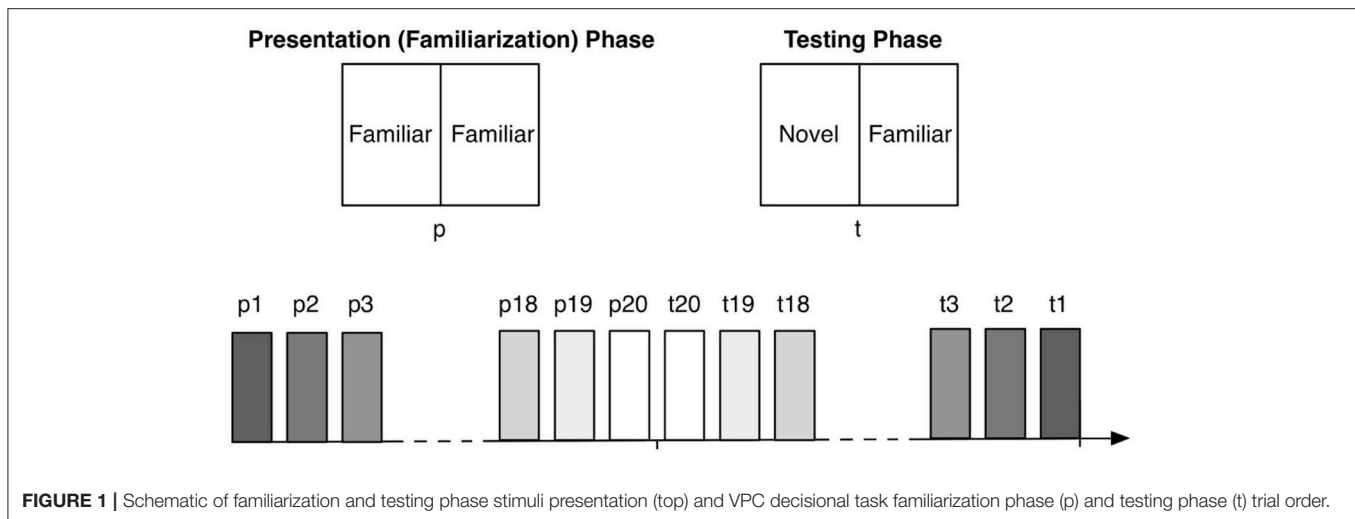 Presentation (Familiarization) Phase
Testing Phase
Familiar Familiar
Novel Familiar
p
t
p1 p2 p3 p18 p19 p20 t20 t19 t18 t3 t2 t1
FIGURE 1 | Schematic of familiarization and testing phase stimuli presentation (top) and VPC decisional task familiarization phase (p) and testing phase (t) trial order.